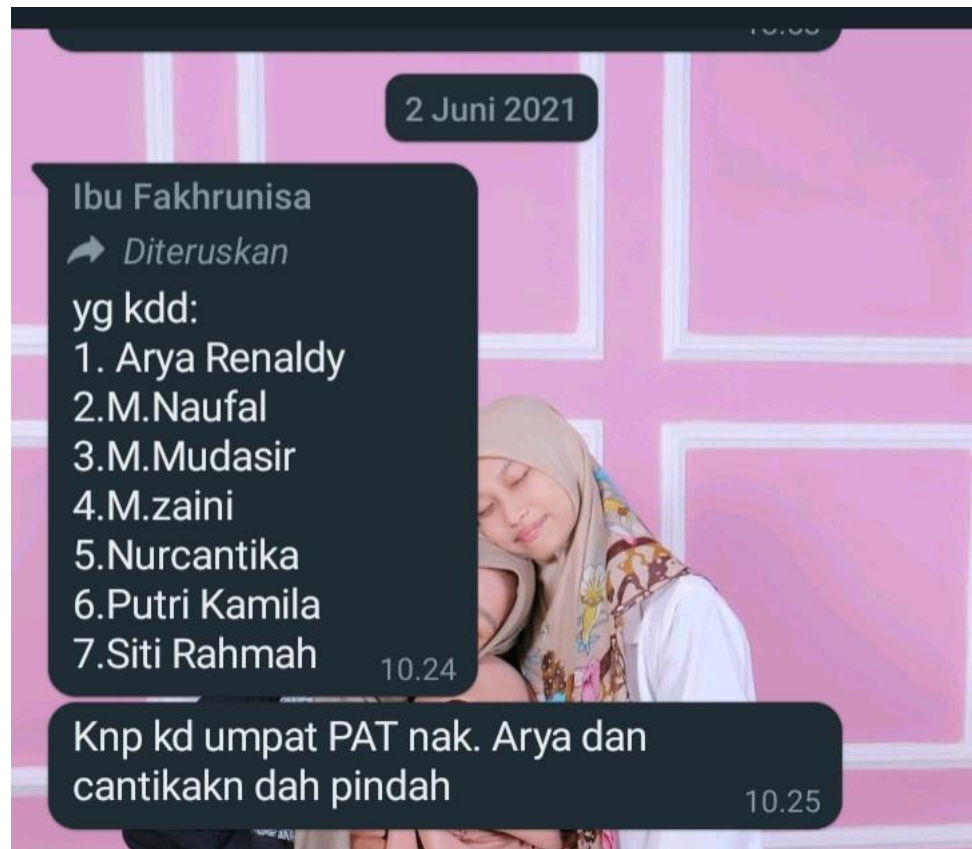 2 Juni 2021
Ibu Fakhrunisa
Diteruskan
yg kdd:
1. Arya Renaldy
2.M.Naufal
3.M.Mudasir
4.M.zaini
5.Nurcantika
6.Putri Kamila
7.Siti Rahmah
10.24
Knp kd umpat PAT nak. Arya dan
cantikakn dah pindah
10.25